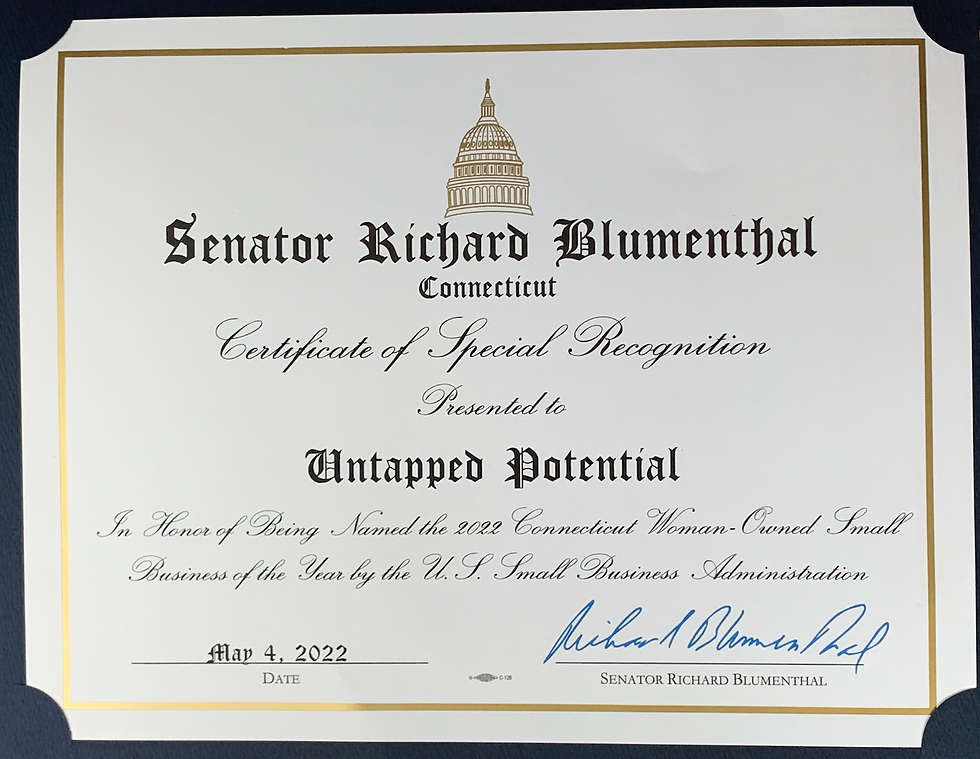 Senator Richard Blumenthal
Connecticut
Certificate of Special Recognition
Presented to
Untapped Potential
In Honor of Being Named the 2022 Connecticut Woman-Owned Small
Business of the Year by the U. S. Small Business Administration
May 4, 2022
Richard Blumenthal
DATE
C-126
SENATOR RICHARD BLUMENTHAL